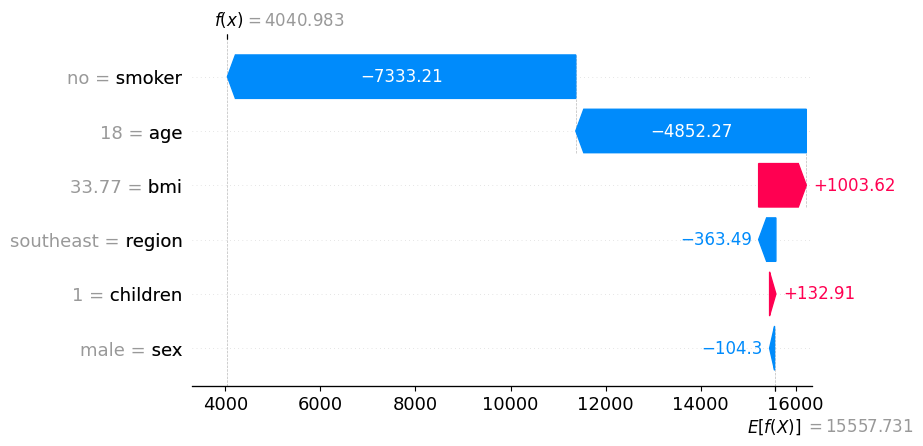 f(x) = 4040.983
no = smoker −7333.21
18 = age −4852.27
33.77 = bmi +1003.62
southeast = region −363.49
1 = children +132.91
male = sex −104.3
4000 6000 8000 10000 12000 14000 16000
E[f(X)] = 15557.731